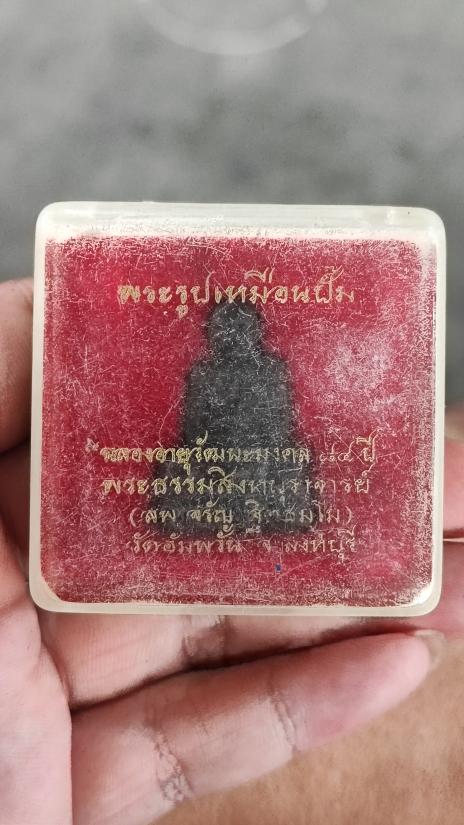 พระรูปเหมือนปั๊ม
ฉลองอายุวัฒนะมงคล ๘๔ ปี
พระธรรมสิงหบุราจารย์
(ลพ จรัญ ฐิตธมฺโม)
วัดอัมพวัน จ สิงห์บุรี